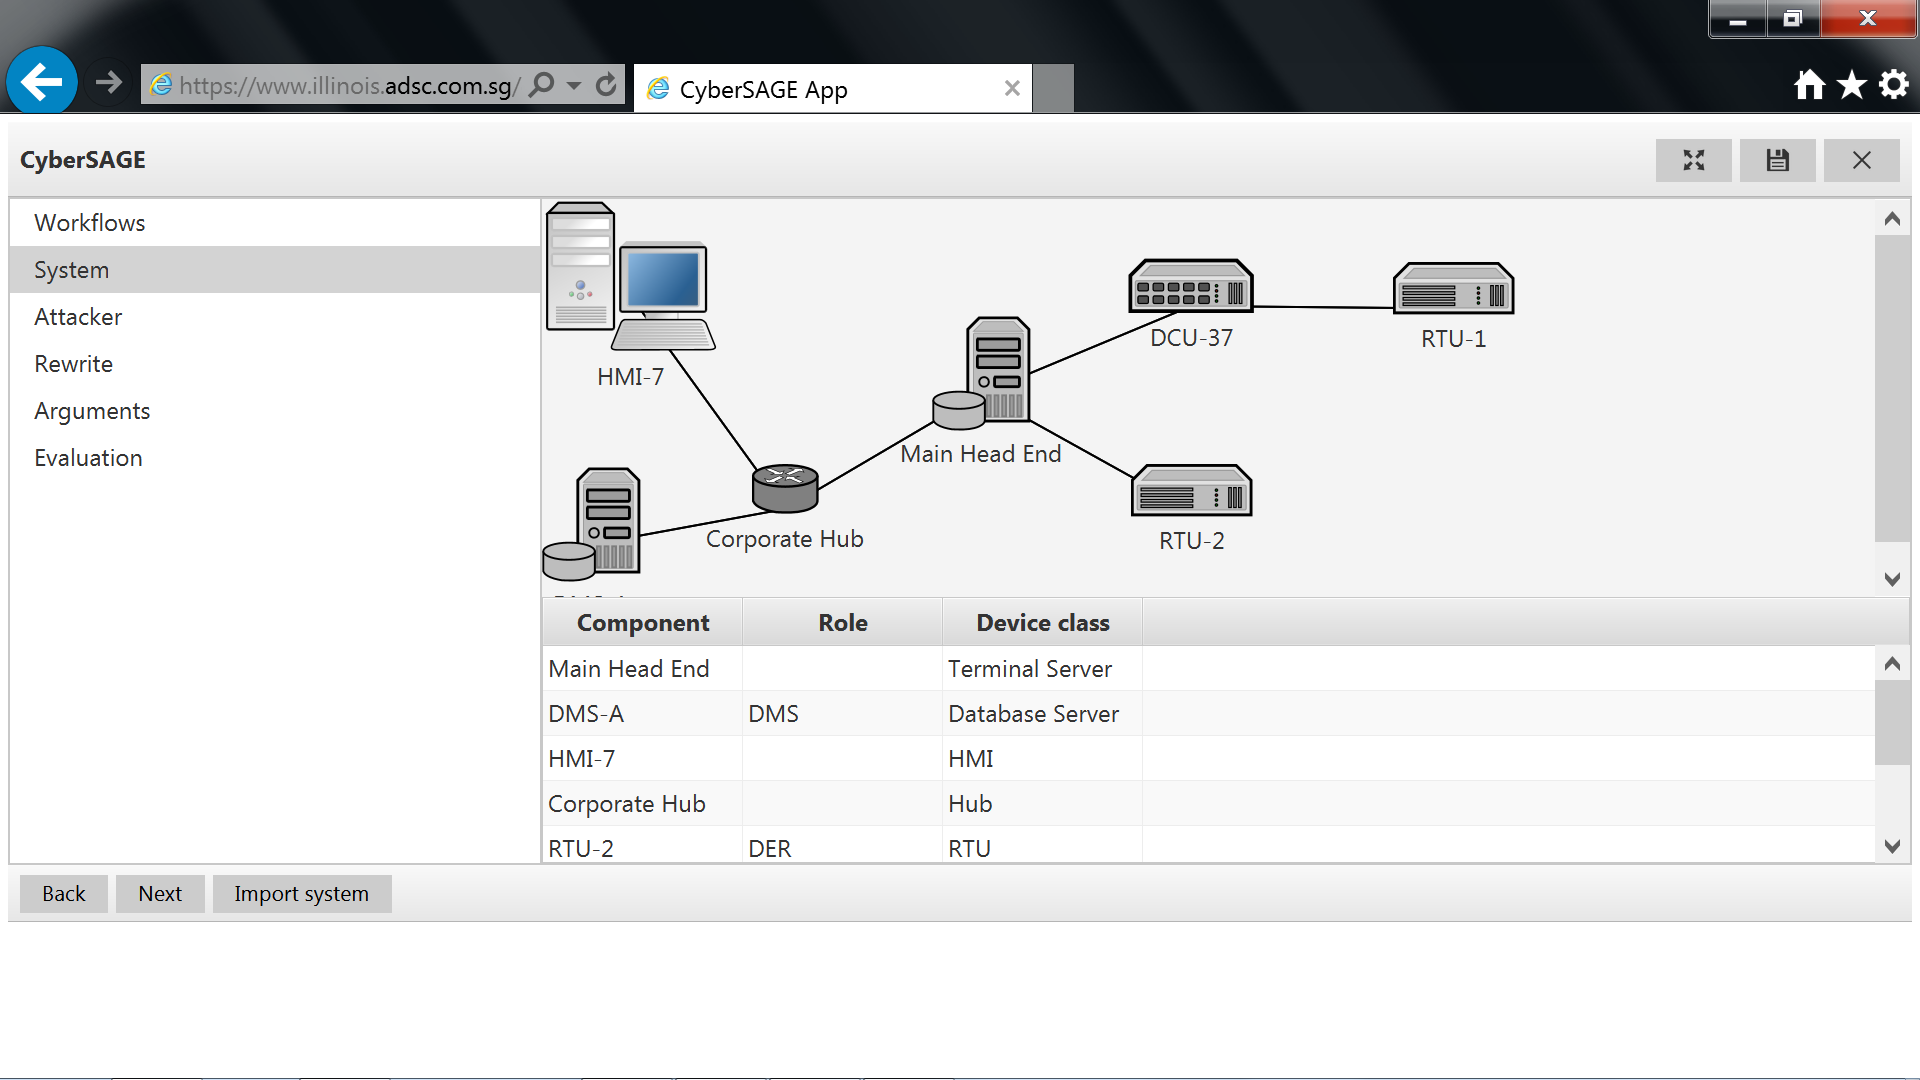 https://www.illinois.adsc.com.sg/
CyberSAGE App
CyberSAGE
Workflows
System
Attacker
Rewrite
Arguments
Evaluation
HMI-7
DCU-37
RTU-1
Main Head End
Corporate Hub
RTU-2
Component Role Device class
Main Head End Terminal Server
DMS-A DMS Database Server
HMI-7 HMI
Corporate Hub Hub
RTU-2 DER RTU
Back Next Import system